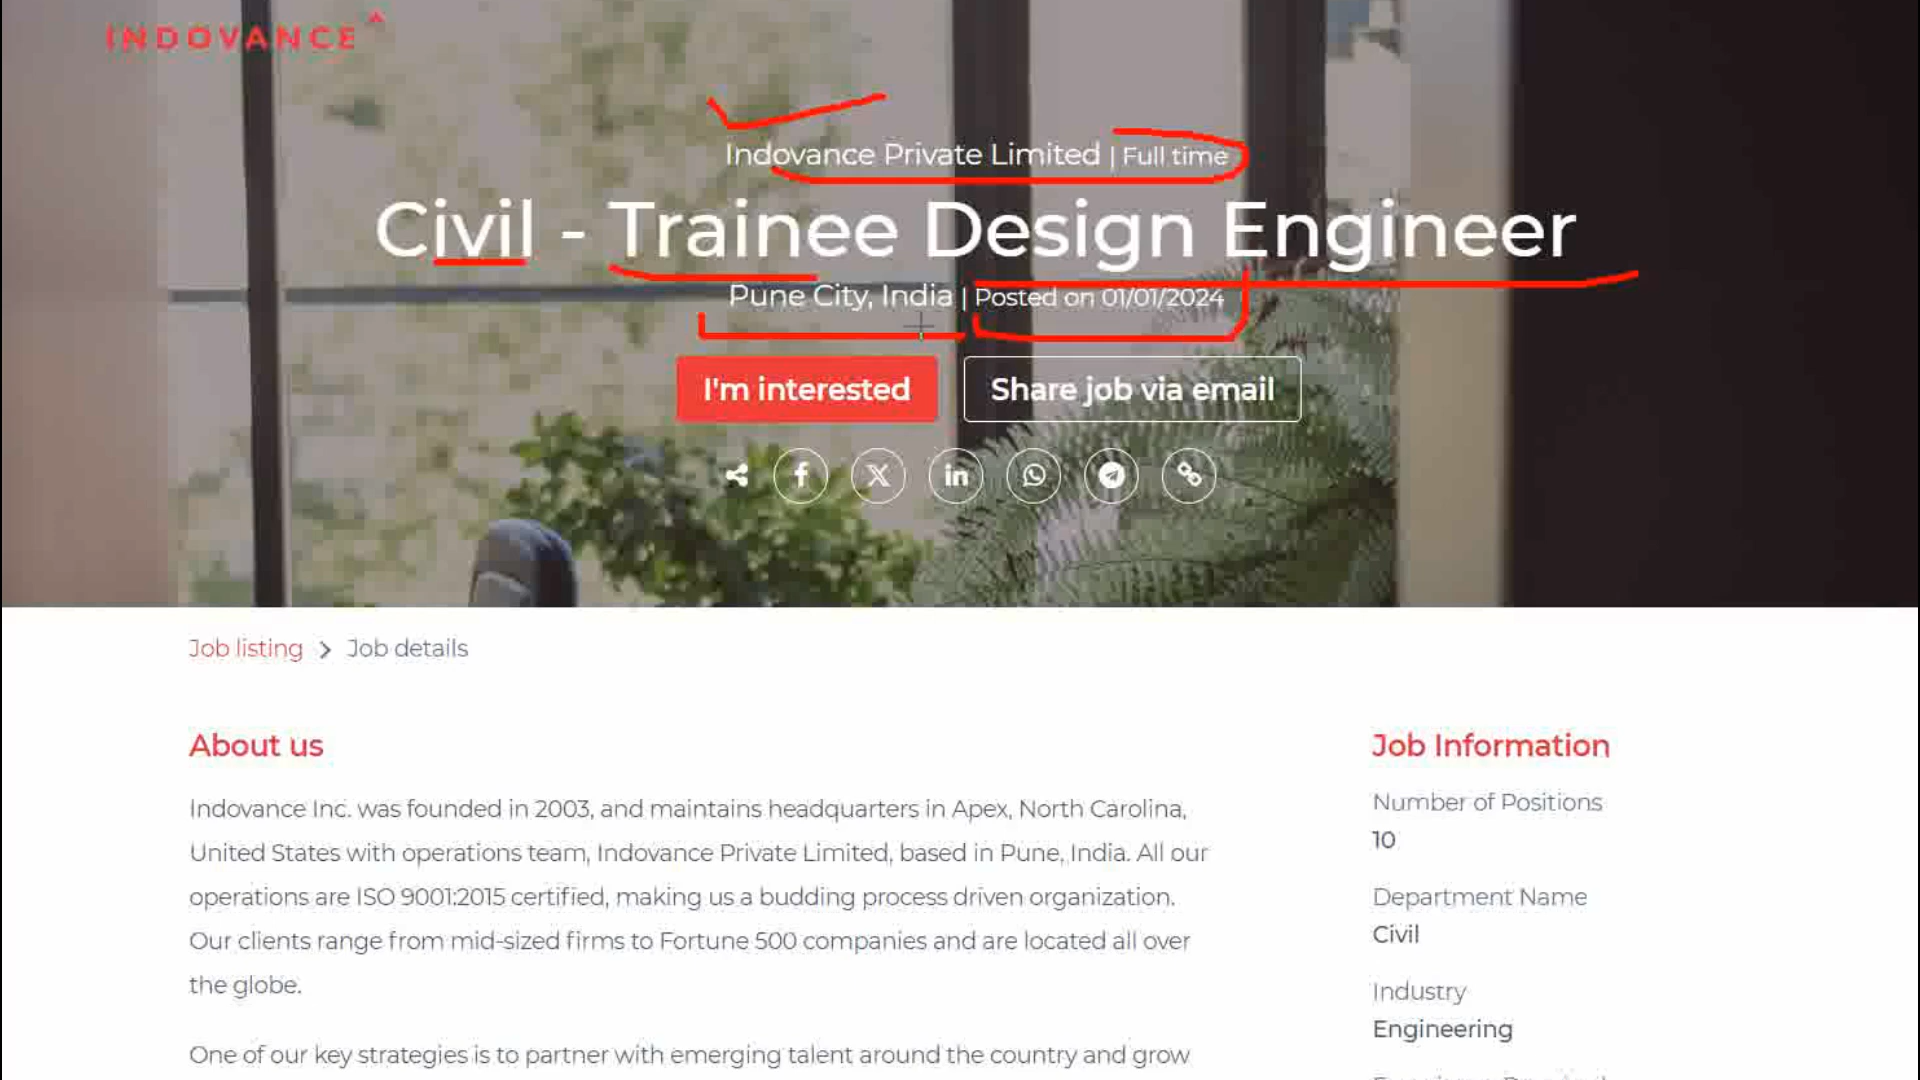 INDOVANCE
Indovance Private Limited | Full time
Civil - Trainee Design Engineer
Pune City, India | Posted on 01/01/2024
I'm interested
Share job via email
Job listing > Job details
About us
Indovance Inc. was founded in 2003, and maintains headquarters in Apex, North Carolina,
United States with operations team, Indovance Private Limited, based in Pune, India. All our
operations are ISO 9001:2015 certified, making us a budding process driven organization.
Our clients range from mid-sized firms to Fortune 500 companies and are located all over
the globe.
One of our key strategies is to partner with emerging talent around the country and grow
Job Information
Number of Positions
10
Department Name
Civil
Industry
Engineering